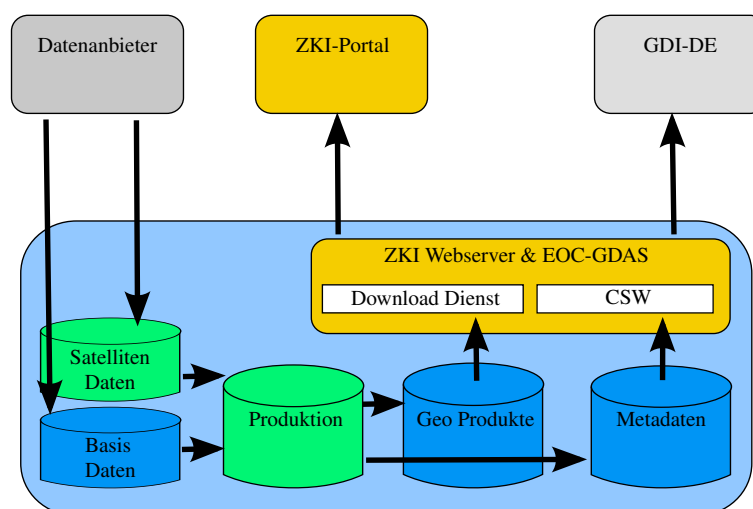 Datenanbieter
ZKI-Portal
GDI-DE
ZKI Webserver & EOC-GDAS
Download Dienst
CSW
Satelliten
Daten
Produktion
Geo Produkte
Metadaten
Basis
Daten